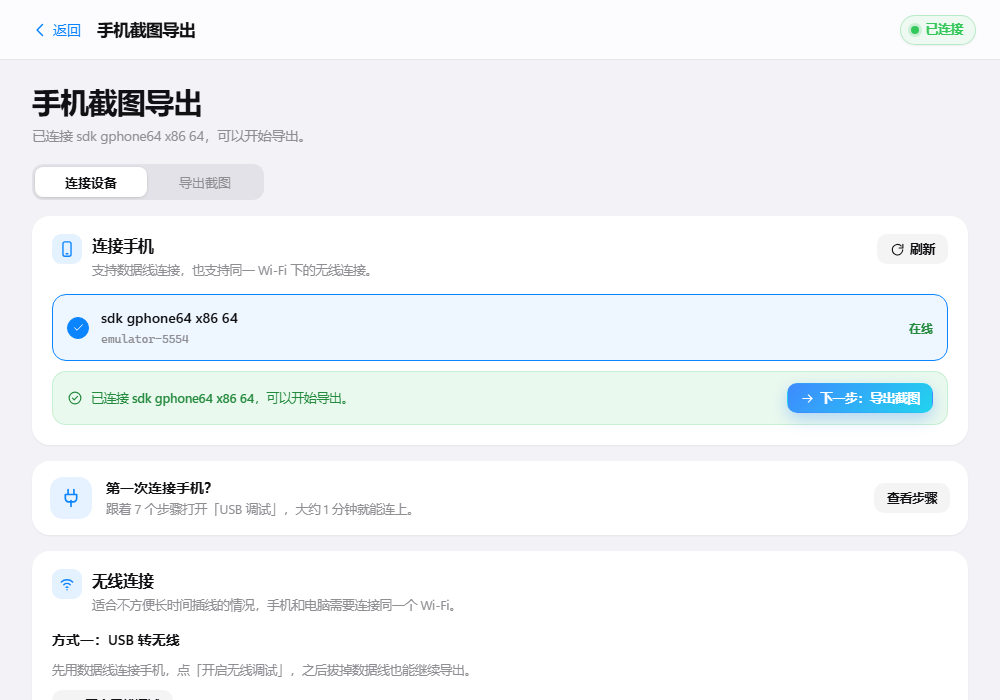 返回 手机截图导出
已连接
手机截图导出
已连接 sdk gphone64 x86 64，可以开始导出。
连接设备 导出截图
连接手机
支持数据线连接，也支持同一 Wi-Fi 下的无线连接。
刷新
sdk gphone64 x86 64
emulator-5554
在线
已连接 sdk gphone64 x86 64，可以开始导出。
下一步：导出截图
第一次连接手机？
跟着 7 个步骤打开「USB 调试」，大约 1 分钟就能连上。
查看步骤
无线连接
适合不方便长时间插线的情况，手机和电脑需要连接同一个 Wi-Fi。
方式一：USB 转无线
先用数据线连接手机，点「开启无线调试」，之后拔掉数据线也能继续导出。